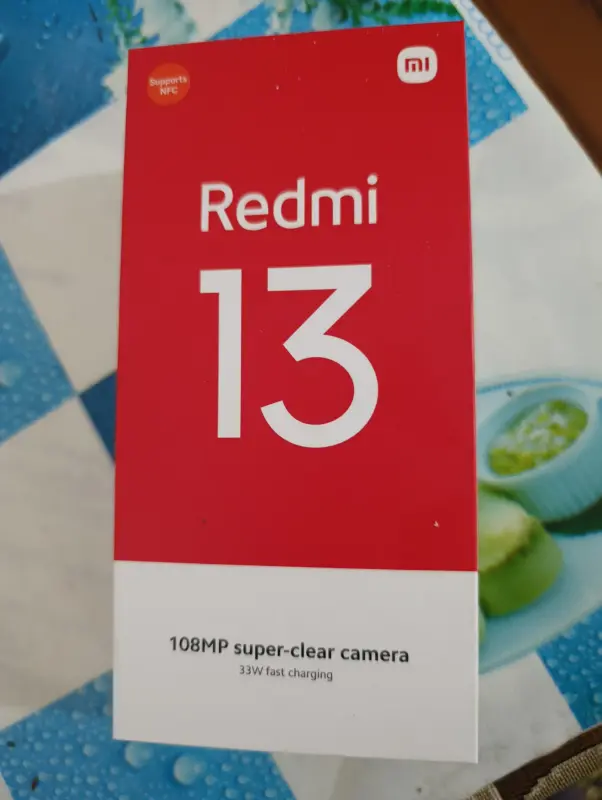 Supports
NFC
mi
Redmi
13
108MP super-clear camera
33W fast charging